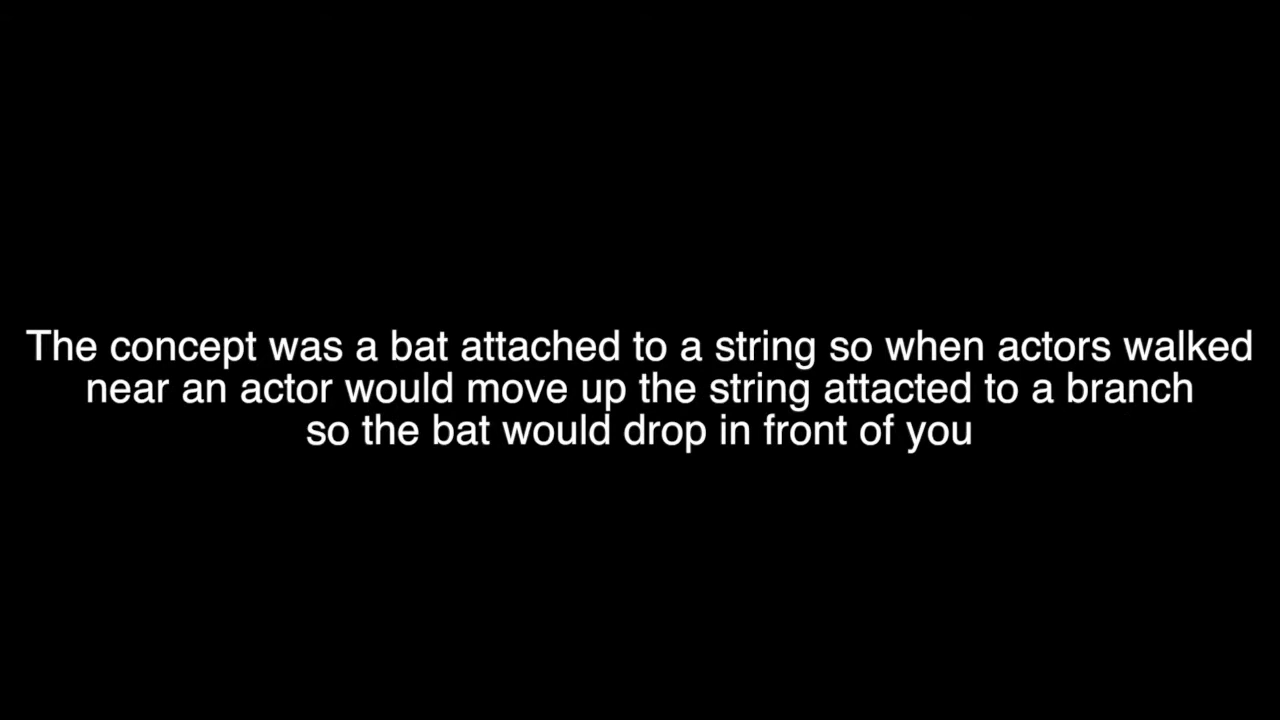 The concept was a bat attached to a string so when actors walked
near an actor would move up the string attacted to a branch
so the bat would drop in front of you